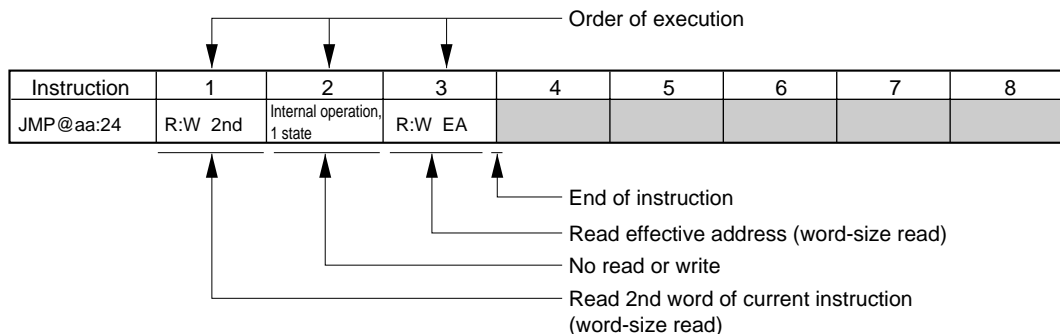 Order of execution
Instruction 1 2 3 4 5 6 7 8
JMP@aa:24 R:W 2nd Internal operation, 1 state R:W EA
End of instruction
Read effective address (word-size read)
No read or write
Read 2nd word of current instruction
(word-size read)